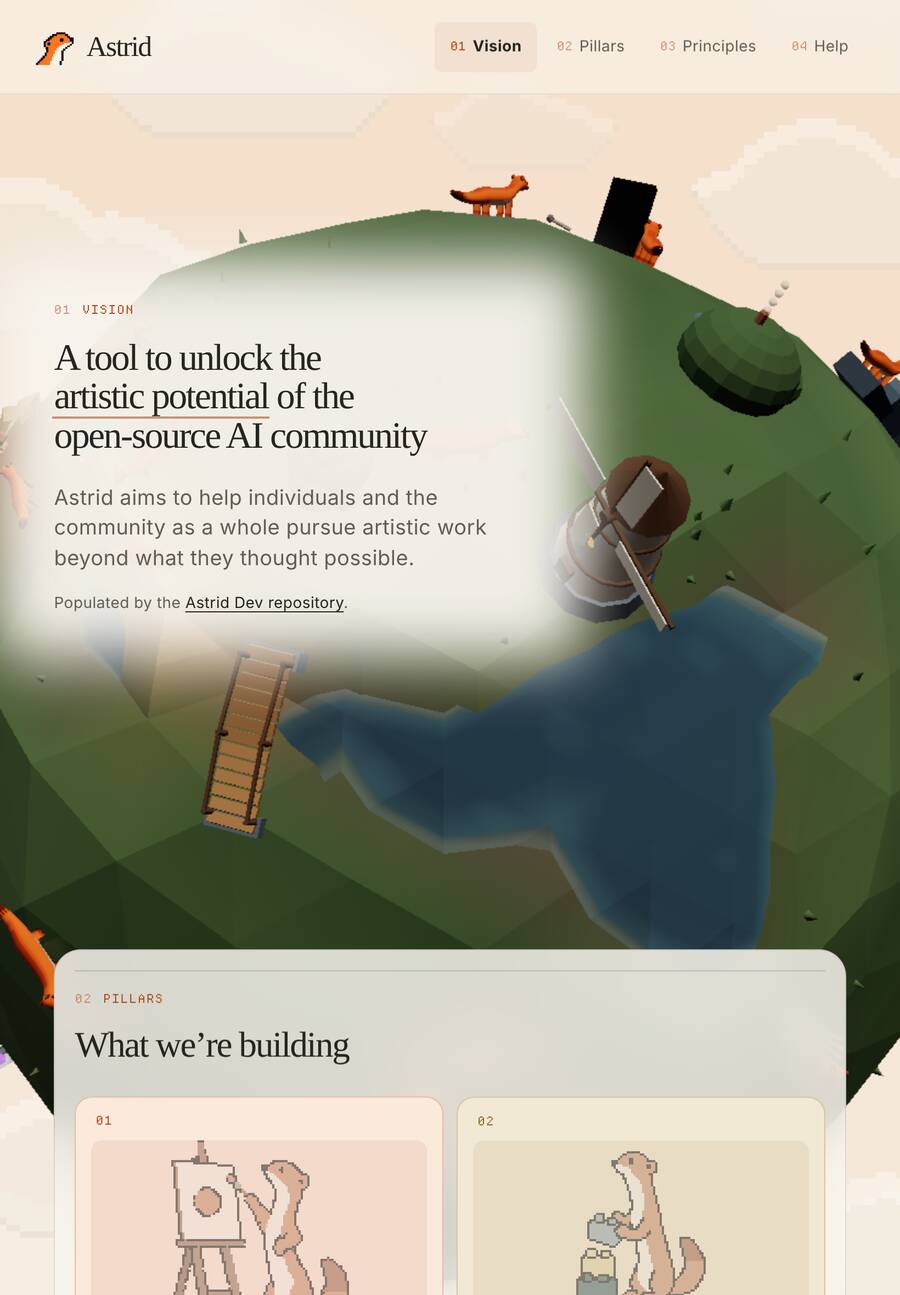 Astrid
01 Vision
02 Pillars
03 Principles
04 Help
01 VISION
A tool to unlock the
artistic potential of the
open-source AI community
Astrid aims to help individuals and the
community as a whole pursue artistic work
beyond what they thought possible.
Populated by the Astrid Dev repository.
02 PILLARS
What we’re building
01
02